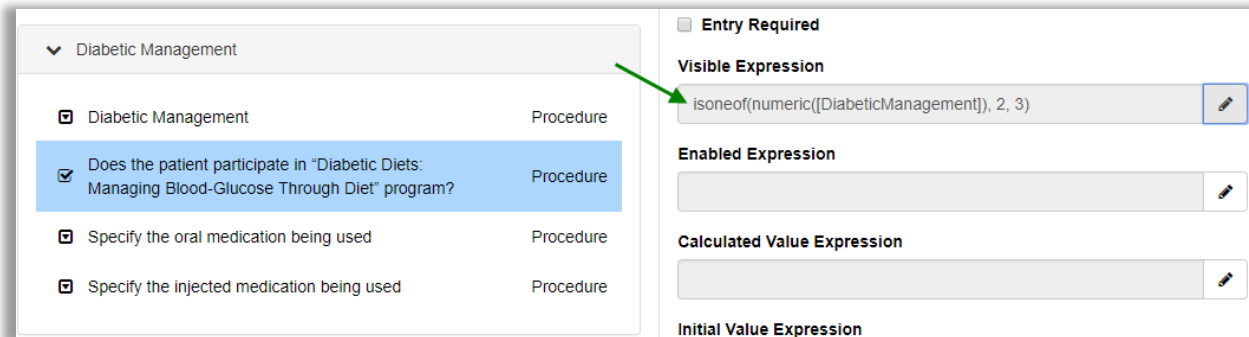 Diabetic Management
Diabetic Management Procedure
Does the patient participate in “Diabetic Diets:
Managing Blood-Glucose Through Diet” program? Procedure
Specify the oral medication being used Procedure
Specify the injected medication being used Procedure
Entry Required
Visible Expression
isoneof(numeric([DiabeticManagement]), 2, 3)
Enabled Expression
Calculated Value Expression
Initial Value Expression